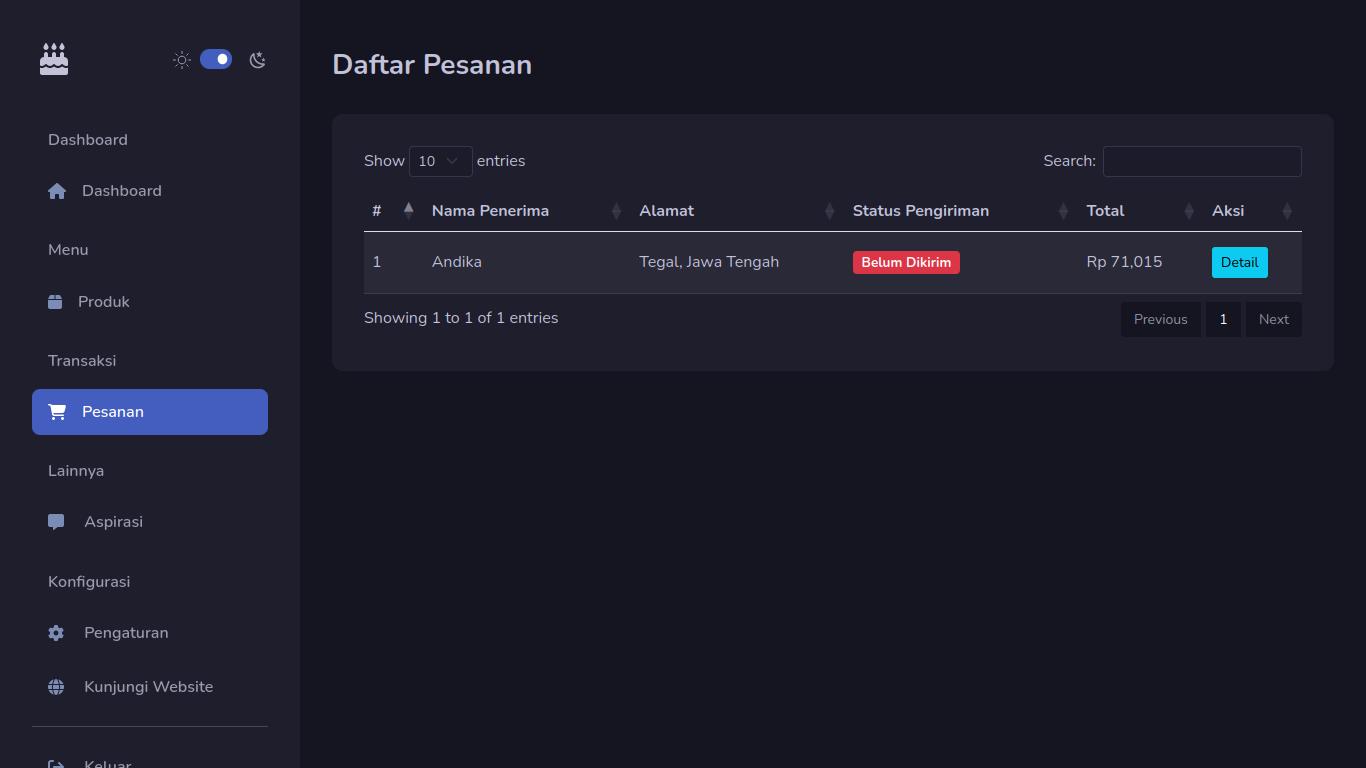 Dashboard
Dashboard
Menu
Produk
Transaksi
Pesanan
Lainnya
Aspirasi
Konfigurasi
Pengaturan
Kunjungi Website
Keluar
Daftar Pesanan
Show 10 entries
Search:
# Nama Penerima Alamat Status Pengiriman Total Aksi
1 Andika Tegal, Jawa Tengah Belum Dikirim Rp 71,015 Detail
Showing 1 to 1 of 1 entries
Previous 1 Next